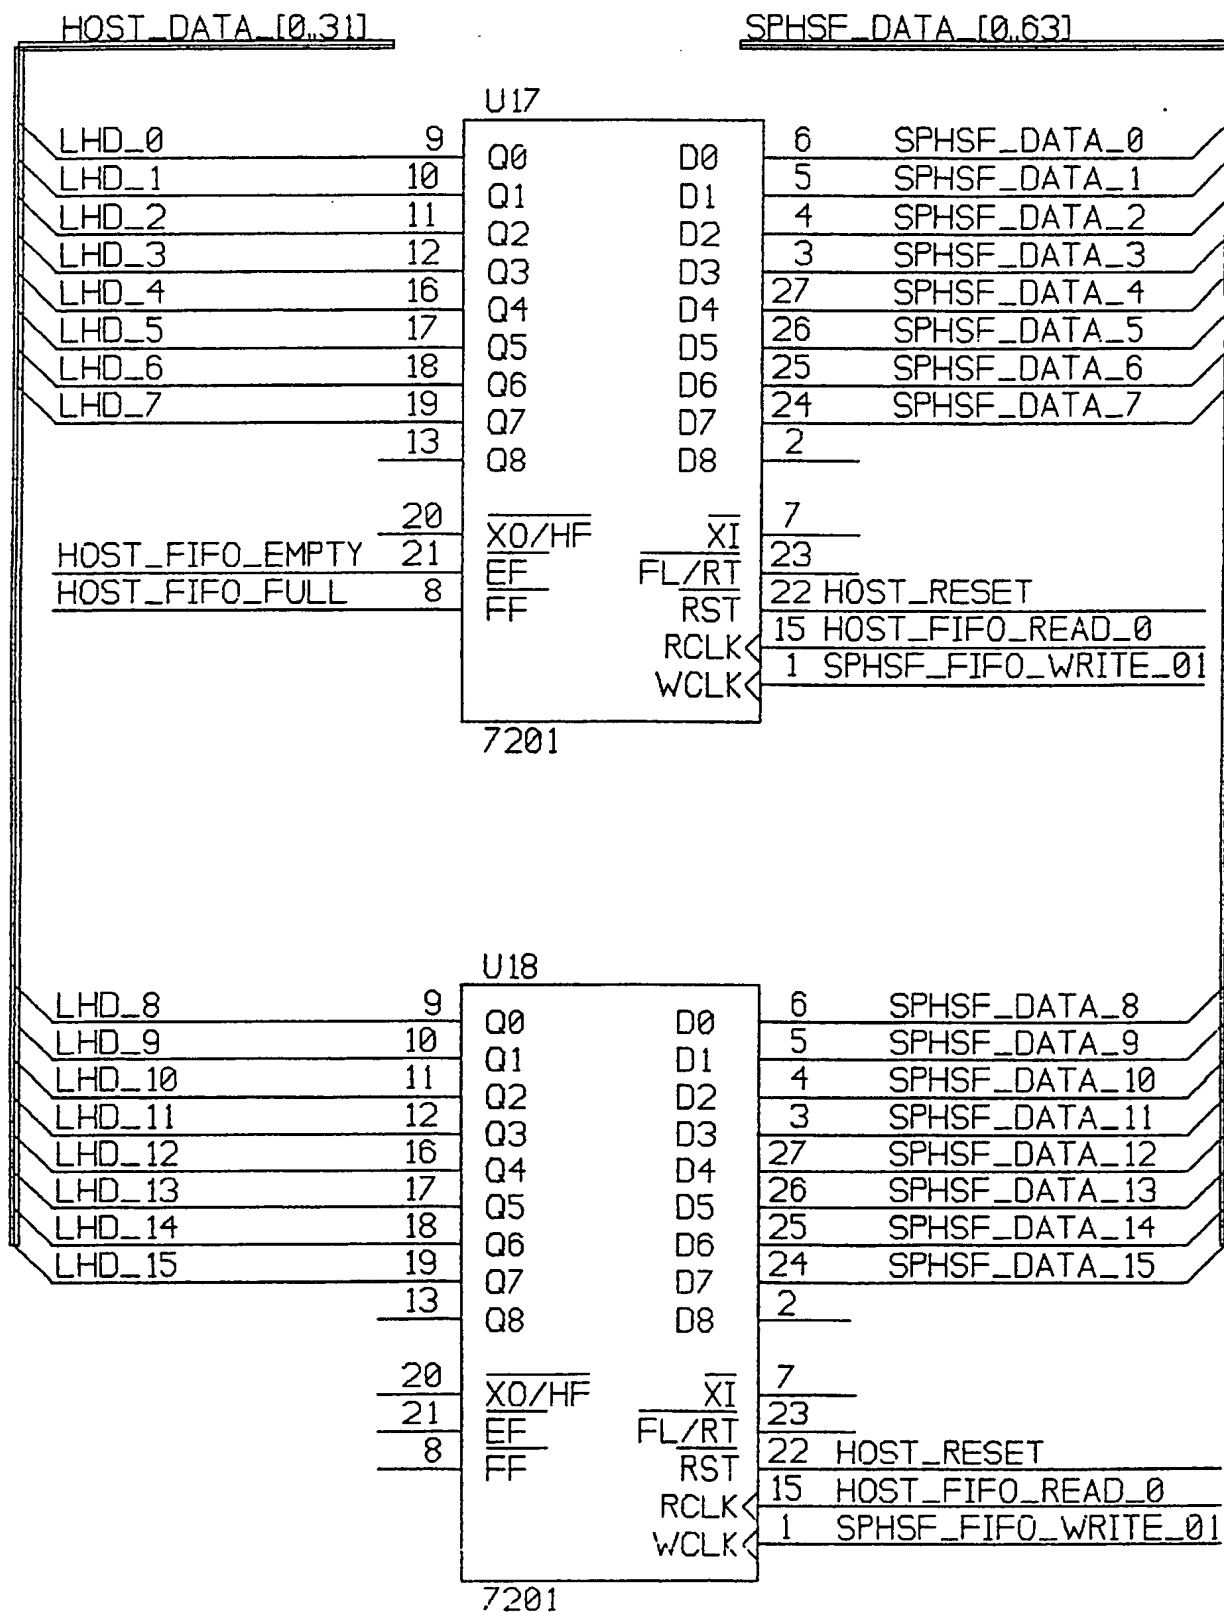 HOST_DATA_[0..31] SPHSF_DATA_[0..63]
U17
LHD_0 9 Q0 D0 6 SPHSF_DATA_0
LHD_1 10 Q1 D1 5 SPHSF_DATA_1
LHD_2 11 Q2 D2 4 SPHSF_DATA_2
LHD_3 12 Q3 D3 3 SPHSF_DATA_3
LHD_4 16 Q4 D4 27 SPHSF_DATA_4
LHD_5 17 Q5 D5 26 SPHSF_DATA_5
LHD_6 18 Q6 D6 25 SPHSF_DATA_6
LHD_7 19 Q7 D7 24 SPHSF_DATA_7
13 Q8 D8 2
20 XO/HF XI 7
HOST_FIFO_EMPTY 21 EF FL/RT 23
HOST_FIFO_FULL 8 FF RST 22 HOST_RESET
RCLK 15 HOST_FIFO_READ_0
WCLK 1 SPHSF_FIFO_WRITE_01
7201
U18
LHD_8 9 Q0 D0 6 SPHSF_DATA_8
LHD_9 10 Q1 D1 5 SPHSF_DATA_9
LHD_10 11 Q2 D2 4 SPHSF_DATA_10
LHD_11 12 Q3 D3 3 SPHSF_DATA_11
LHD_12 16 Q4 D4 27 SPHSF_DATA_12
LHD_13 17 Q5 D5 26 SPHSF_DATA_13
LHD_14 18 Q6 D6 25 SPHSF_DATA_14
LHD_15 19 Q7 D7 24 SPHSF_DATA_15
13 Q8 D8 2
20 XO/HF XI 7
21 EF FL/RT 23
8 FF RST 22 HOST_RESET
RCLK 15 HOST_FIFO_READ_0
WCLK 1 SPHSF_FIFO_WRITE_01
7201